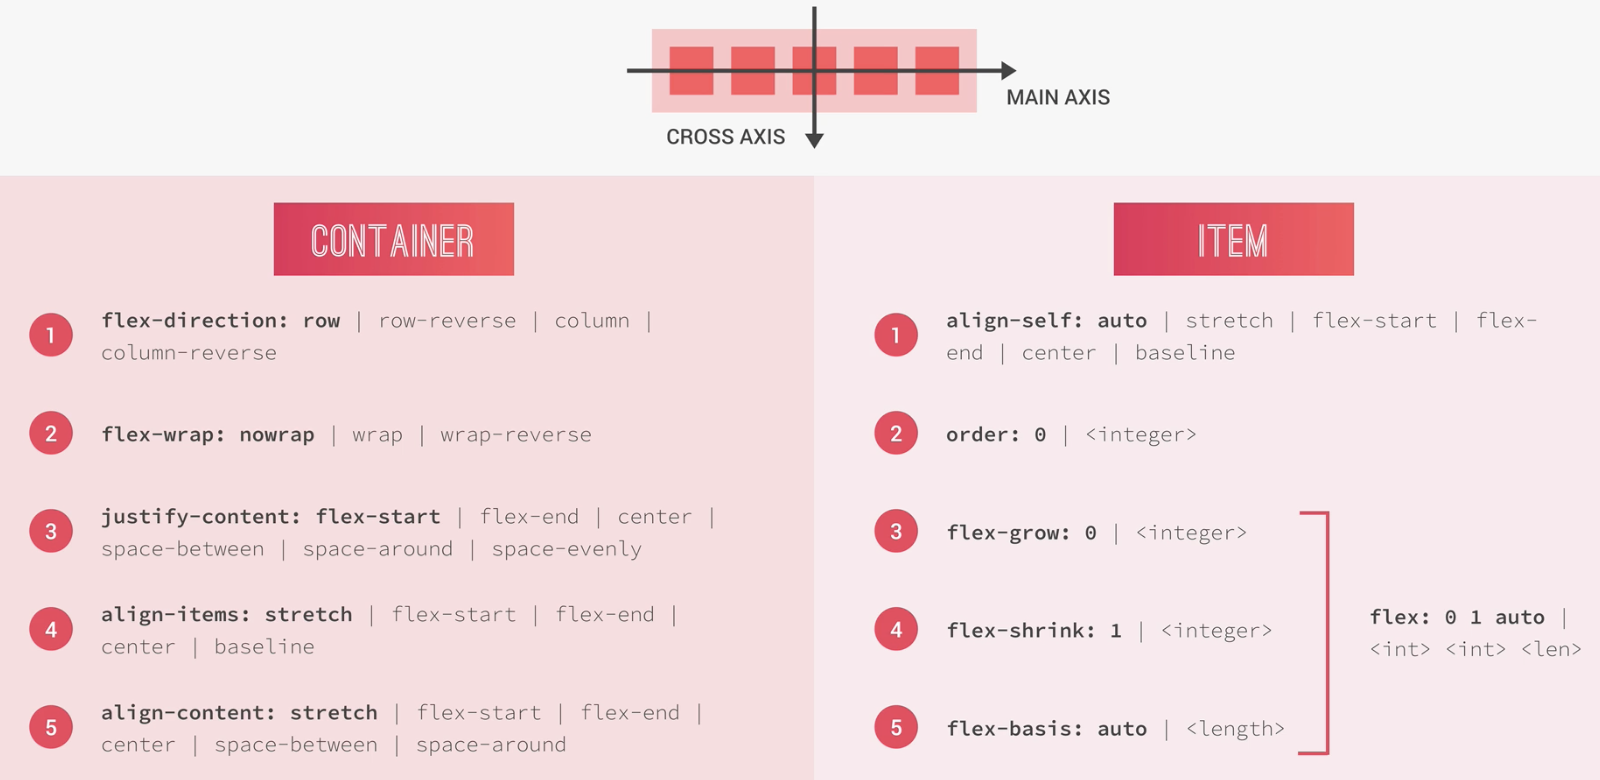 MAIN AXIS
CROSS AXIS
CONTAINER
1
flex-direction: row | row-reverse | column |
column-reverse
2
flex-wrap: nowrap | wrap | wrap-reverse
3
justify-content: flex-start | flex-end | center |
space-between | space-around | space-evenly
4
align-items: stretch | flex-start | flex-end |
center | baseline
5
align-content: stretch | flex-start | flex-end |
center | space-between | space-around
ITEM
1
align-self: auto | stretch | flex-start | flex-
end | center | baseline
2
order: 0 | <integer>
3
flex-grow: 0 | <integer>
4
flex-shrink: 1 | <integer>
5
flex-basis: auto | <length>
flex: 0 1 auto |
<int> <int> <len>